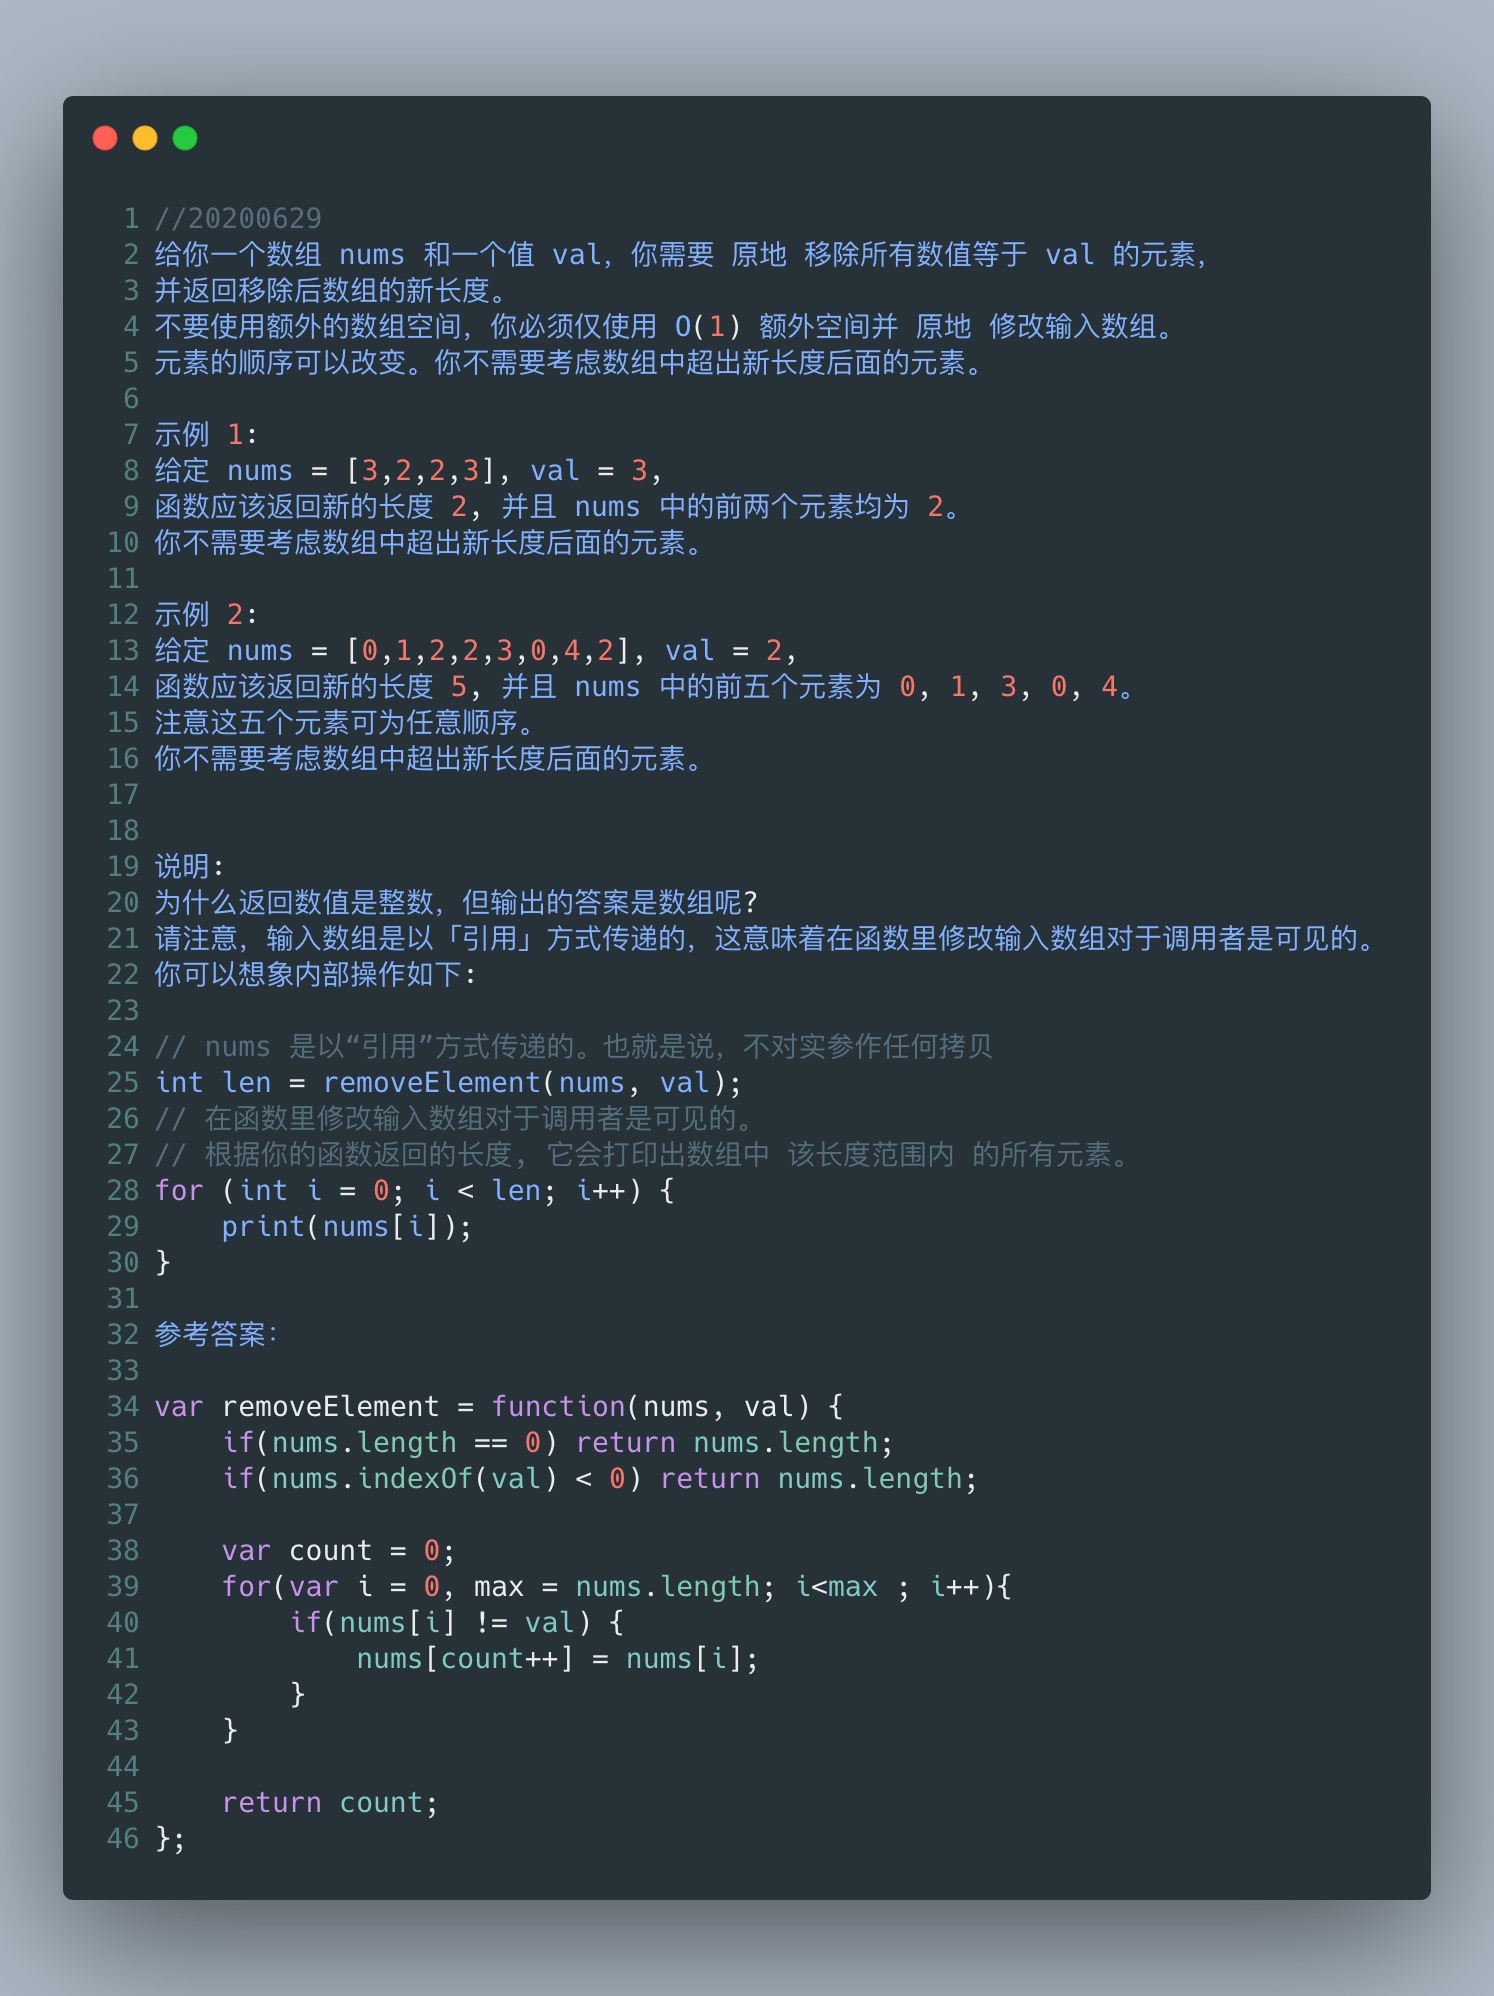 1 //20200629
2 给你一个数组 nums 和一个值 val，你需要 原地 移除所有数值等于 val 的元素，
3 并返回移除后数组的新长度。
4 不要使用额外的数组空间，你必须仅使用 O(1) 额外空间并 原地 修改输入数组。
5 元素的顺序可以改变。你不需要考虑数组中超出新长度后面的元素。
6
7 示例 1:
8 给定 nums = [3,2,2,3], val = 3,
9 函数应该返回新的长度 2, 并且 nums 中的前两个元素均为 2。
10 你不需要考虑数组中超出新长度后面的元素。
11
12 示例 2:
13 给定 nums = [0,1,2,2,3,0,4,2], val = 2,
14 函数应该返回新的长度 5, 并且 nums 中的前五个元素为 0, 1, 3, 0, 4。
15 注意这五个元素可为任意顺序。
16 你不需要考虑数组中超出新长度后面的元素。
17
18
19 说明:
20 为什么返回数值是整数，但输出的答案是数组呢?
21 请注意，输入数组是以「引用」方式传递的，这意味着在函数里修改输入数组对于调用者是可见的。
22 你可以想象内部操作如下:
23
24 // nums 是以“引用”方式传递的。也就是说，不对实参作任何拷贝
25 int len = removeElement(nums, val);
26 // 在函数里修改输入数组对于调用者是可见的。
27 // 根据你的函数返回的长度, 它会打印出数组中 该长度范围内 的所有元素。
28 for (int i = 0; i < len; i++) {
29     print(nums[i]);
30 }
31
32 参考答案：
33
34 var removeElement = function(nums, val) {
35     if(nums.length == 0) return nums.length;
36     if(nums.indexOf(val) < 0) return nums.length;
37
38     var count = 0;
39     for(var i = 0, max = nums.length; i<max ; i++){
40         if(nums[i] != val) {
41             nums[count++] = nums[i];
42         }
43     }
44
45     return count;
46 };